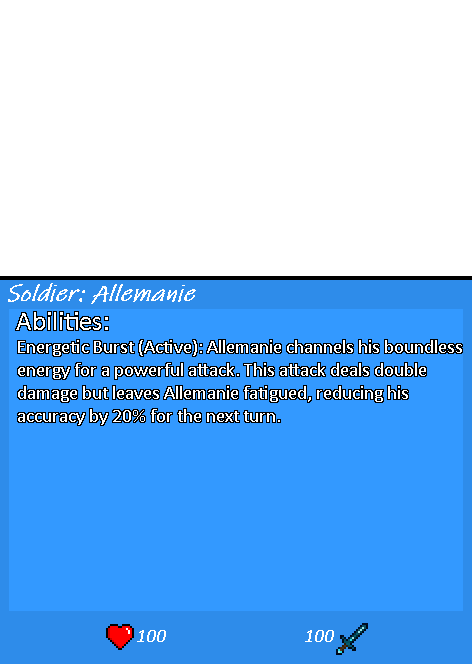 Soldier: Allemanie
Abilities:
Energetic Burst (Active): Allemanie channels his boundless
energy for a powerful attack. This attack deals double
damage but leaves Allemanie fatigued, reducing his
accuracy by 20% for the next turn.
100 100